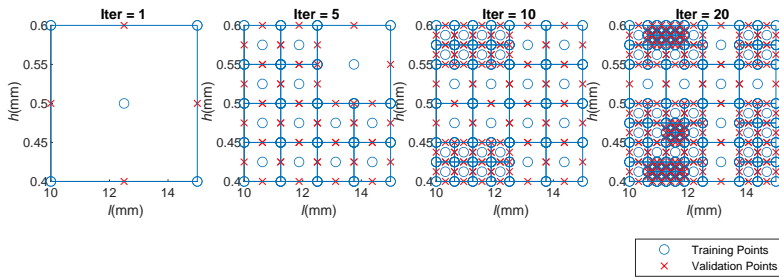 Iter = 1
Iter = 5
Iter = 10
Iter = 20
0.6
0.55
0.5
0.45
0.4
h(mm)
10
12
14
l(mm)
0.6
0.55
0.5
0.45
0.4
h(mm)
10
12
14
l(mm)
0.6
0.55
0.5
0.45
0.4
h(mm)
10
12
14
l(mm)
0.6
0.55
0.5
0.45
0.4
h(mm)
10
12
14
l(mm)
Training Points
Validation Points